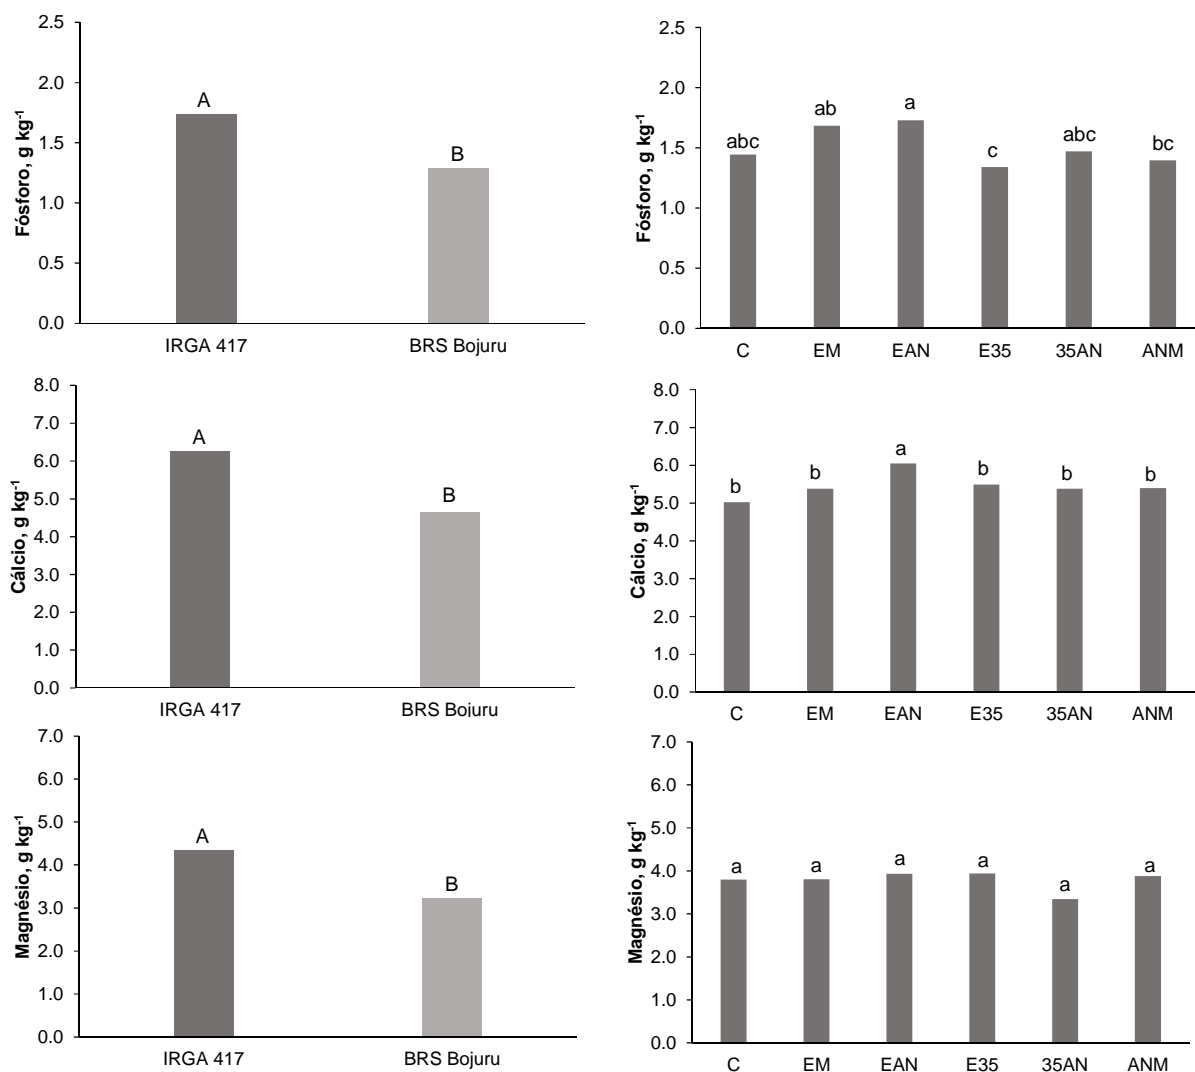 Fósforo, g kg-1
2.5
2.0
1.5
1.0
0.5
0.0
A
B
IRGA 417
BRS Bojuru
Fósforo, g kg-1
2.5
2.0
1.5
1.0
0.5
0.0
abc
ab
a
c
abc
bc
C
EM
EAN
E35
35AN
ANM
Cálcio, g kg-1
8.0
7.0
6.0
5.0
4.0
3.0
2.0
1.0
0.0
A
B
IRGA 417
BRS Bojuru
Cálcio, g kg-1
8.0
7.0
6.0
5.0
4.0
3.0
2.0
1.0
0.0
b
b
a
b
b
b
C
EM
EAN
E35
35AN
ANM
Magnésio, g kg-1
7.0
6.0
5.0
4.0
3.0
2.0
1.0
0.0
A
B
IRGA 417
BRS Bojuru
Magnésio, g kg-1
7.0
6.0
5.0
4.0
3.0
2.0
1.0
0.0
a
a
a
a
a
a
C
EM
EAN
E35
35AN
ANM